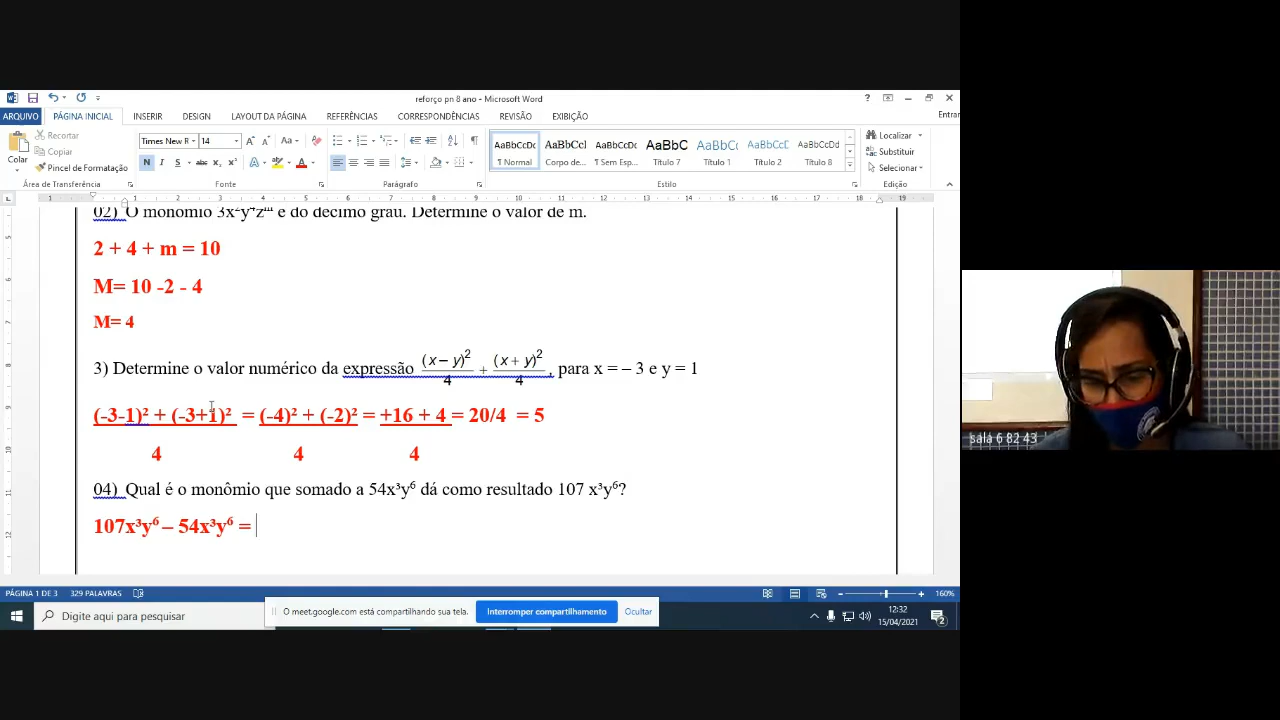 reforço pn 8 ano - Microsoft Word
ARQUIVO PÁGINA INICIAL INSERIR DESIGN LAYOUT DA PÁGINA REFERÊNCIAS CORRESPONDÊNCIAS REVISÃO EXIBIÇÃO Entrar
Colar
Recortar
Copiar
Pincel de Formatação
Área de Transferência
Times New R 14
N I S abc x₂ x²
Fonte
Parágrafo
AaBbCcDc AaBbCcI AaBbCcDc AaBbC AaBbCc AaBbCcD AaBbCcDd
¶ Normal Corpo de... ¶ Sem Esp... Título 7 Título 1 Título 2 Título 8
Estilo
Localizar
Substituir
Selecionar
Edição
02) O monômio 3x²y⁴zᵐ é do décimo grau. Determine o valor de m.
2 + 4 + m = 10
M= 10 -2 - 4
M= 4
3) Determine o valor numérico da expressão (x – y)²/4 + (x + y)²/4 , para x = – 3 e y = 1
(-3-1)² + (-3+1)² = (-4)² + (-2)² = +16 + 4 = 20/4 = 5
4 4 4
04) Qual é o monômio que somado a 54x³y⁶ dá como resultado 107 x³y⁶?
107x³y⁶ – 54x³y⁶ =
PÁGINA 1 DE 3 329 PALAVRAS 160%
O meet.google.com está compartilhando sua tela. Interromper compartilhamento Ocultar
Digite aqui para pesquisar
12:32
15/04/2021
2
sala 6 82 43